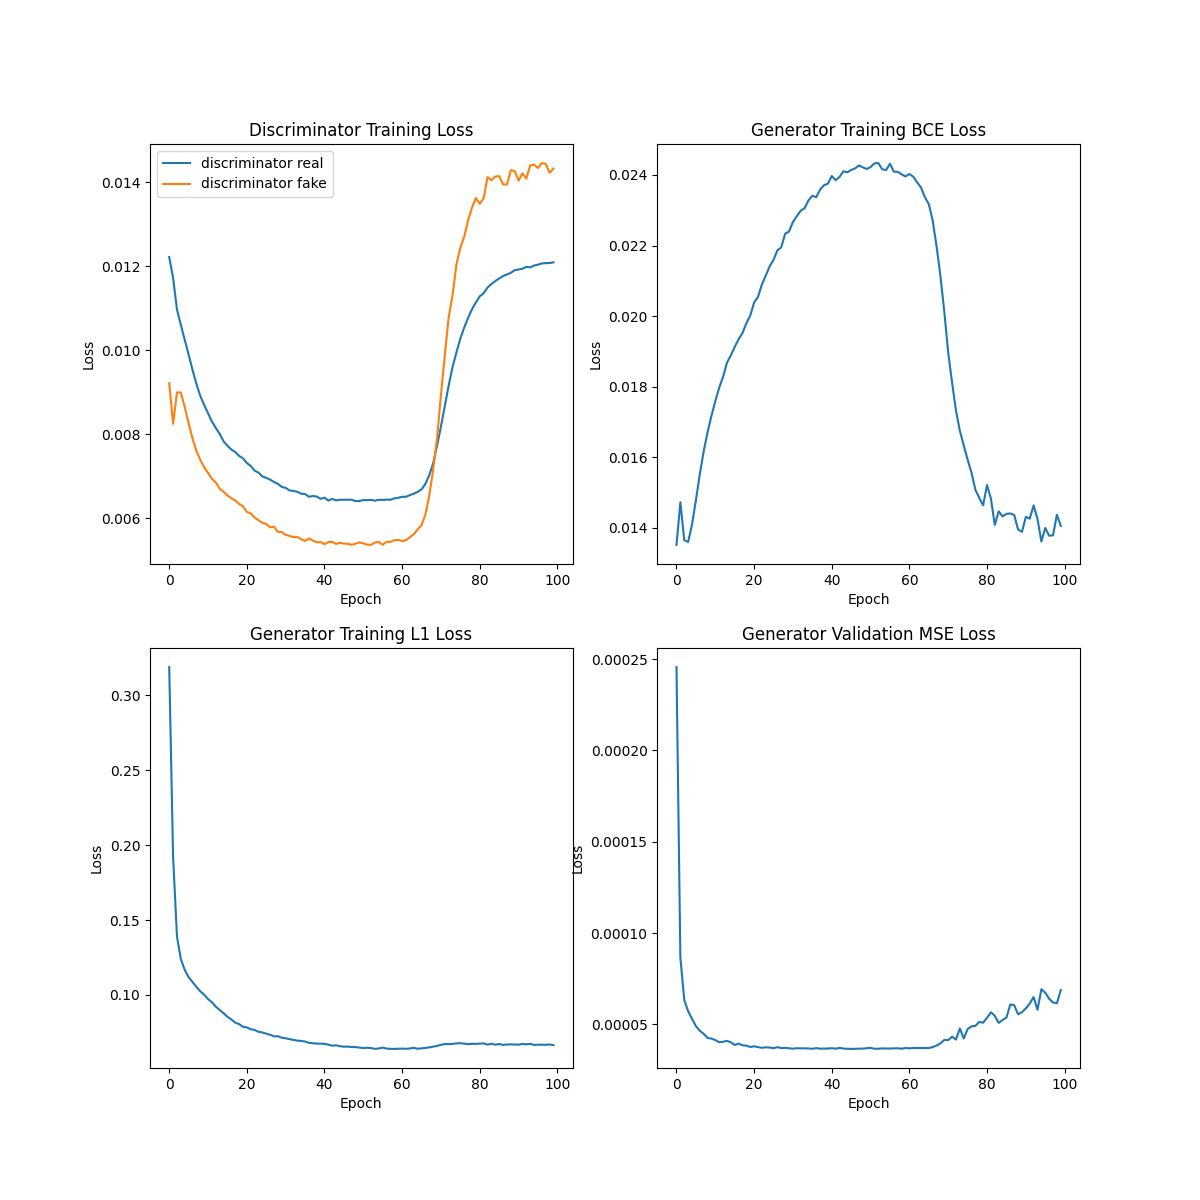 Discriminator Training Loss
discriminator real
discriminator fake
0.014
0.012
0.010
0.008
0.006
Loss
0 20 40 60 80 100
Epoch
Generator Training BCE Loss
0.024
0.022
0.020
0.018
0.016
0.014
Loss
0 20 40 60 80 100
Epoch
Generator Training L1 Loss
0.30
0.25
0.20
0.15
0.10
Loss
0 20 40 60 80 100
Epoch
Generator Validation MSE Loss
0.00025
0.00020
0.00015
0.00010
0.00005
Loss
0 20 40 60 80 100
Epoch